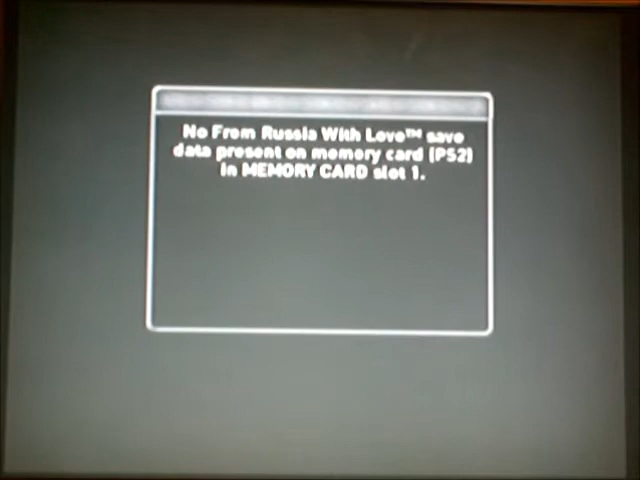 No From Russia With Love™ save
data present on memory card (PS2)
in MEMORY CARD slot 1.